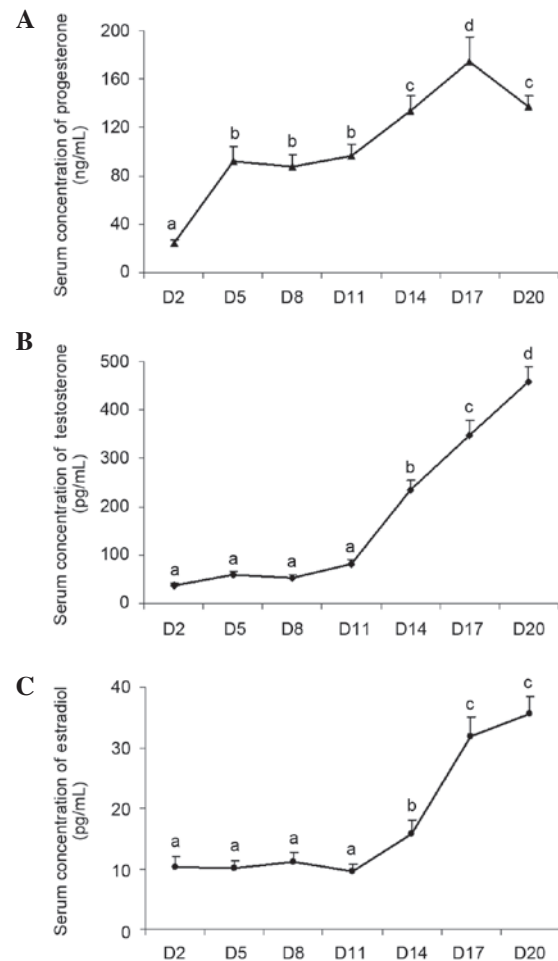 A
Serum concentration of progesterone
(ng/mL)
200
160
120
80
40
0
a
b
b
b
c
d
c
D2 D5 D8 D11 D14 D17 D20
B
Serum concentration of testosterone
(pg/mL)
500
400
300
200
100
0
a
a
a
a
b
c
d
D2 D5 D8 D11 D14 D17 D20
C
Serum concentration of estradiol
(pg/mL)
40
30
20
10
0
a
a
a
a
b
c
c
D2 D5 D8 D11 D14 D17 D20